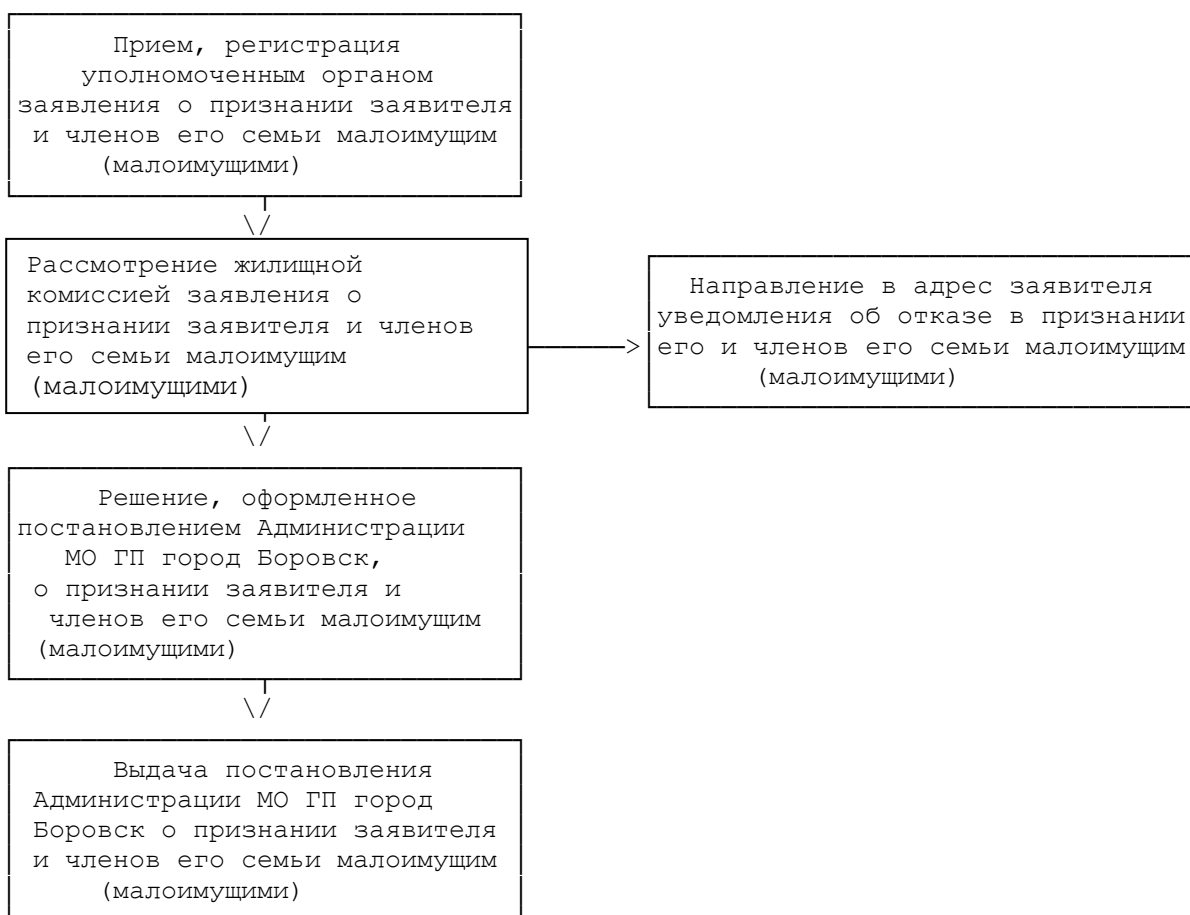 Прием, регистрация
уполномоченным органом
заявления о признании заявителя
и членов его семьи малоимущим
(малоимущими)
\/
Рассмотрение жилищной
комиссией заявления о
признании заявителя и членов
его семьи малоимущим
(малоимущими)
>
Направление в адрес заявителя
уведомления об отказе в признании
его и членов его семьи малоимущим
(малоимущими)
\/
Решение, оформленное
постановлением Администрации
МО ГП город Боровск,
о признании заявителя и
членов его семьи малоимущим
(малоимущими)
\/
Выдача постановления
Администрации МО ГП город
Боровск о признании заявителя
и членов его семьи малоимущим
(малоимущими)